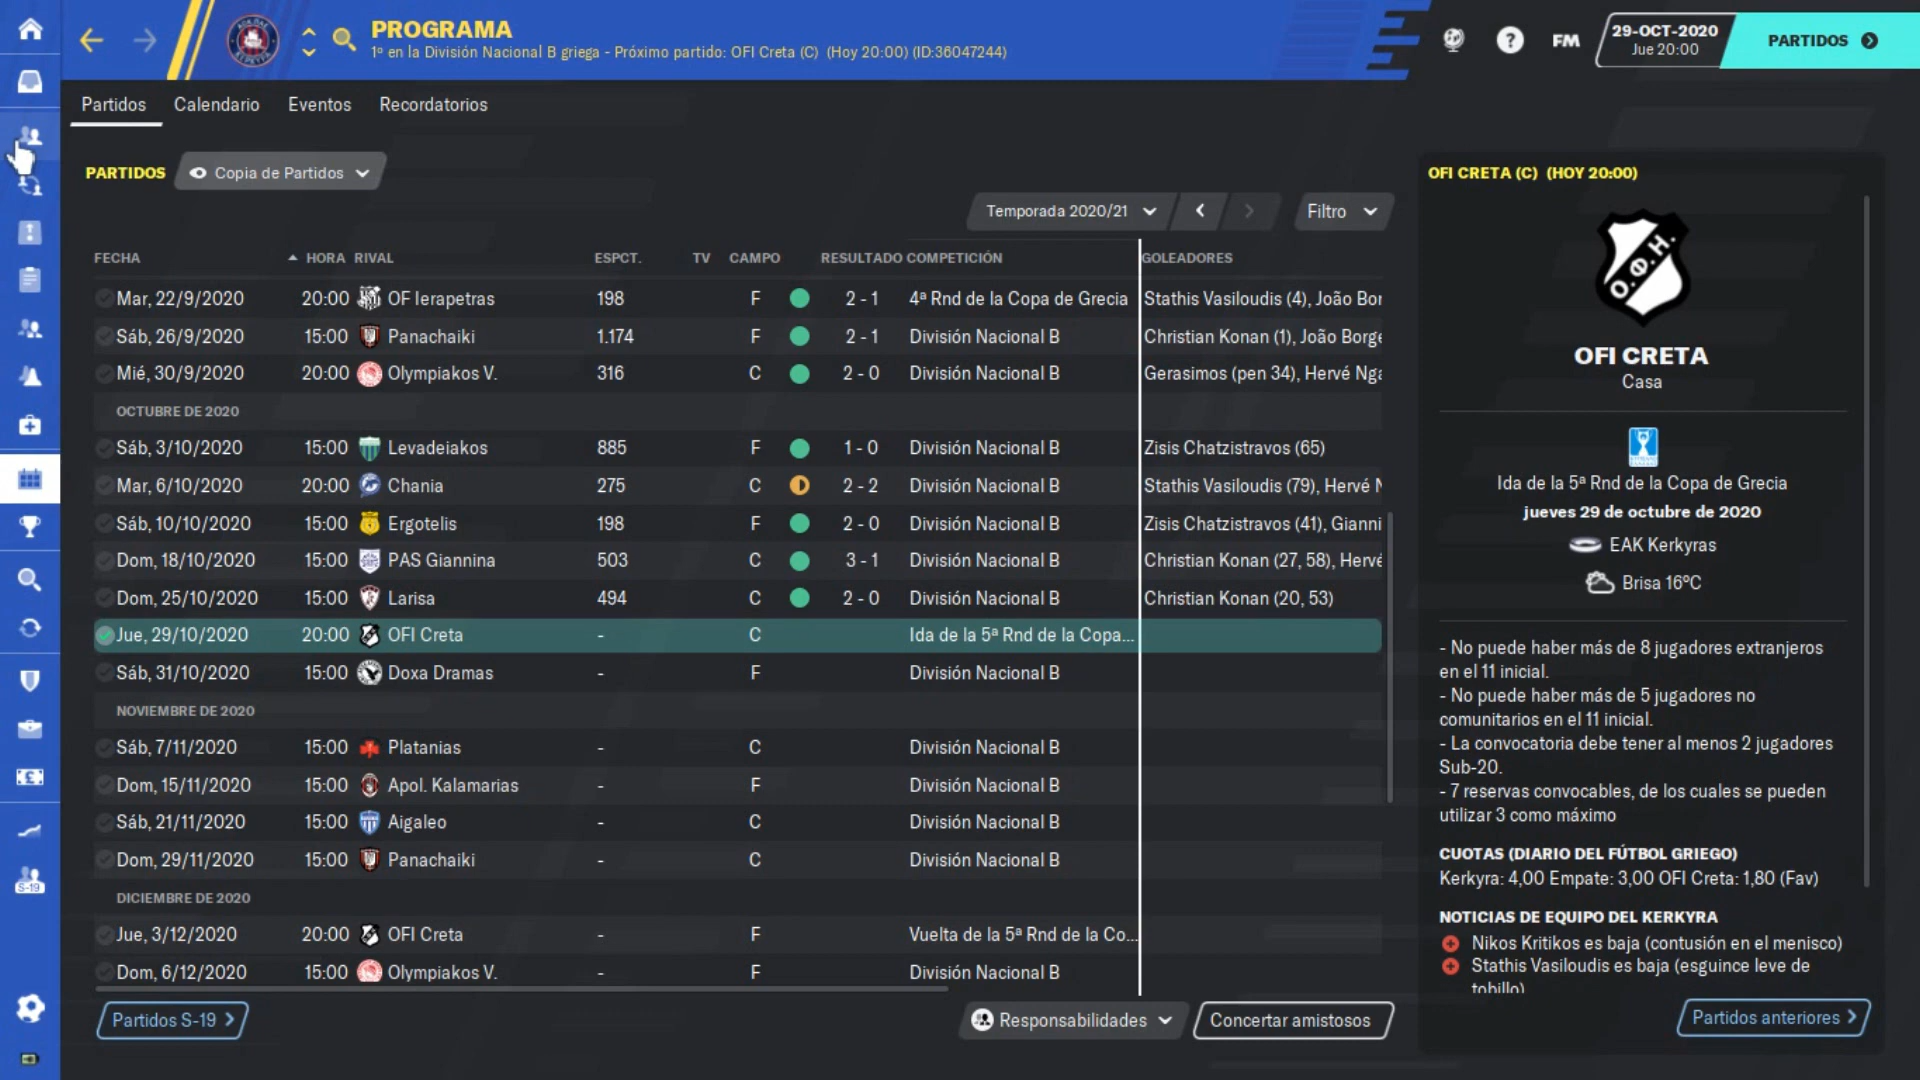 PROGRAMA
1º en la División Nacional B griega - Próximo partido: OFI Creta (C) (Hoy 20:00) (ID:36047244)
FM
29-OCT-2020
Jue 20:00
PARTIDOS
Partidos Calendario Eventos Recordatorios
PARTIDOS Copia de Partidos
Temporada 2020/21 Filtro
FECHA HORA RIVAL ESPCT. TV CAMPO RESULTADO COMPETICIÓN GOLEADORES
Mar, 22/9/2020 20:00 OF Ierapetras 198 F 2 - 1 4ª Rnd de la Copa de Grecia Stathis Vasiloudis (4), João Bor
Sáb, 26/9/2020 15:00 Panachaiki 1.174 F 2 - 1 División Nacional B Christian Konan (1), João Borge
Mié, 30/9/2020 20:00 Olympiakos V. 316 C 2 - 0 División Nacional B Gerasimos (pen 34), Hervé Nga
OCTUBRE DE 2020
Sáb, 3/10/2020 15:00 Levadeiakos 885 F 1 - 0 División Nacional B Zisis Chatzistravos (65)
Mar, 6/10/2020 20:00 Chania 275 C 2 - 2 División Nacional B Stathis Vasiloudis (79), Hervé N
Sáb, 10/10/2020 15:00 Ergotelis 198 F 2 - 0 División Nacional B Zisis Chatzistravos (41), Gianni
Dom, 18/10/2020 15:00 PAS Giannina 503 C 3 - 1 División Nacional B Christian Konan (27, 58), Hervé
Dom, 25/10/2020 15:00 Larisa 494 C 2 - 0 División Nacional B Christian Konan (20, 53)
Jue, 29/10/2020 20:00 OFI Creta - C Ida de la 5ª Rnd de la Copa...
Sáb, 31/10/2020 15:00 Doxa Dramas - F División Nacional B
NOVIEMBRE DE 2020
Sáb, 7/11/2020 15:00 Platanias - C División Nacional B
Dom, 15/11/2020 15:00 Apol. Kalamarias - F División Nacional B
Sáb, 21/11/2020 15:00 Aigaleo - C División Nacional B
Dom, 29/11/2020 15:00 Panachaiki - C División Nacional B
DICIEMBRE DE 2020
Jue, 3/12/2020 20:00 OFI Creta - F Vuelta de la 5ª Rnd de la Co...
Dom, 6/12/2020 15:00 Olympiakos V. - F División Nacional B
Partidos S-19
Responsabilidades
Concertar amistosos
OFI CRETA (C) (HOY 20:00)
Ο.Φ.Η.
OFI CRETA
Casa
Ida de la 5ª Rnd de la Copa de Grecia
jueves 29 de octubre de 2020
EAK Kerkyras
Brisa 16ºC
- No puede haber más de 8 jugadores extranjeros
en el 11 inicial.
- No puede haber más de 5 jugadores no
comunitarios en el 11 inicial.
- La convocatoria debe tener al menos 2 jugadores
Sub-20.
- 7 reservas convocables, de los cuales se pueden
utilizar 3 como máximo
CUOTAS (DIARIO DEL FÚTBOL GRIEGO)
Kerkyra: 4,00 Empate: 3,00 OFI Creta: 1,80 (Fav)
NOTICIAS DE EQUIPO DEL KERKYRA
Nikos Kritikos es baja (contusión en el menisco)
Stathis Vasiloudis es baja (esguince leve de
tobillo)
Partidos anteriores
S-19